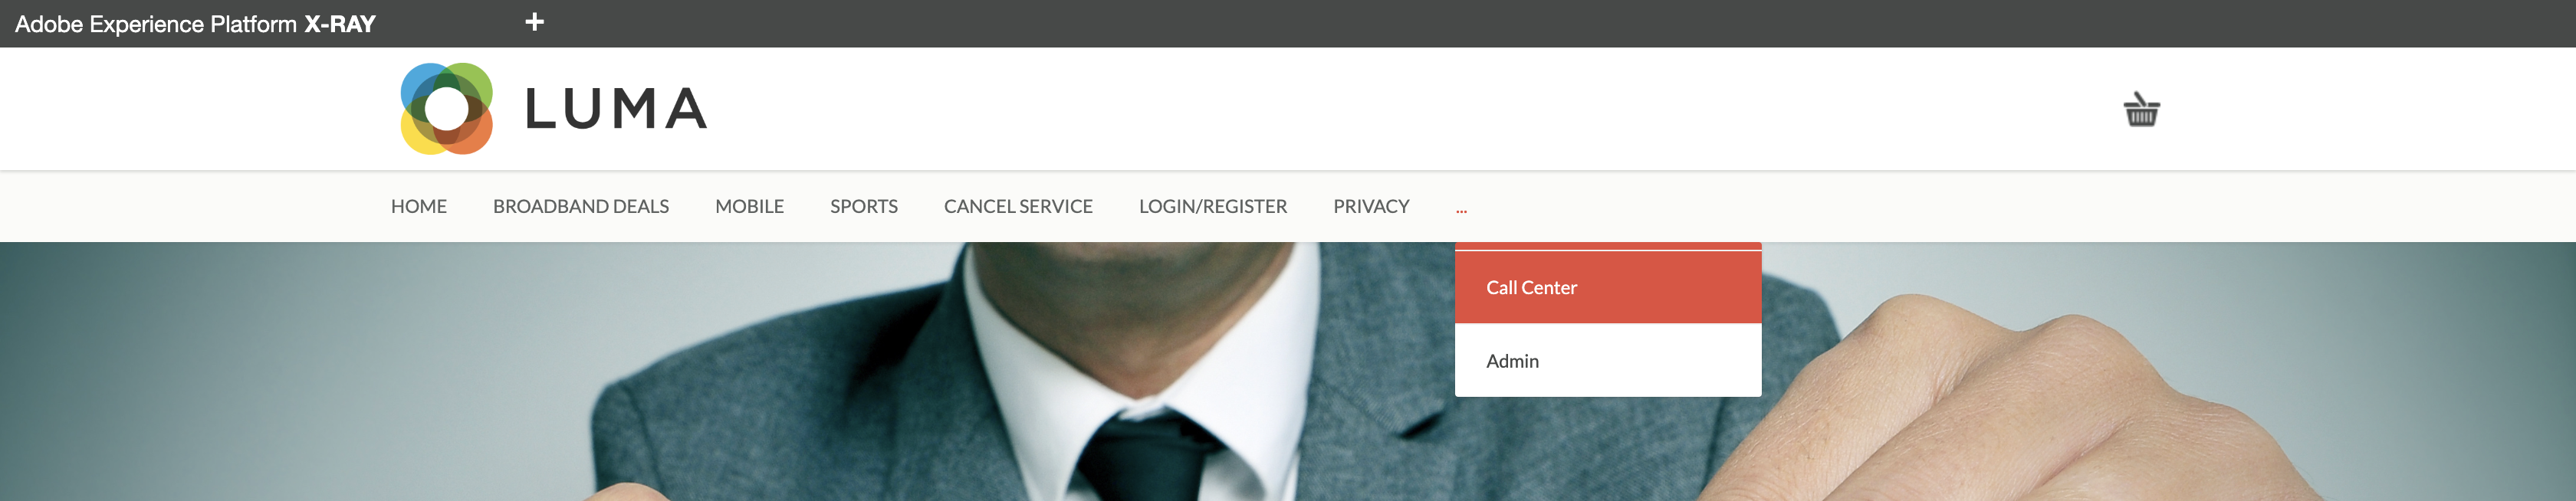 Adobe Experience Platform X-RAY +
LUMA
HOME BROADBAND DEALS MOBILE SPORTS CANCEL SERVICE LOGIN/REGISTER PRIVACY ...
Call Center
Admin